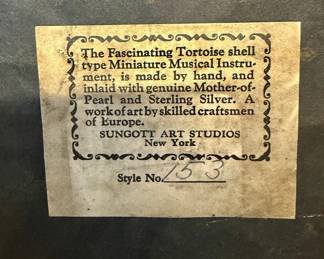 The Fascinating Tortoise shell
type Miniature Musical Instru-
ment, is made by hand, and
inlaid with genuine Mother-of-
Pearl and Sterling Silver. A
work of art by skilled craftsmen
of Europe.
SUNGOTT ART STUDIOS
New York
Style No. 153